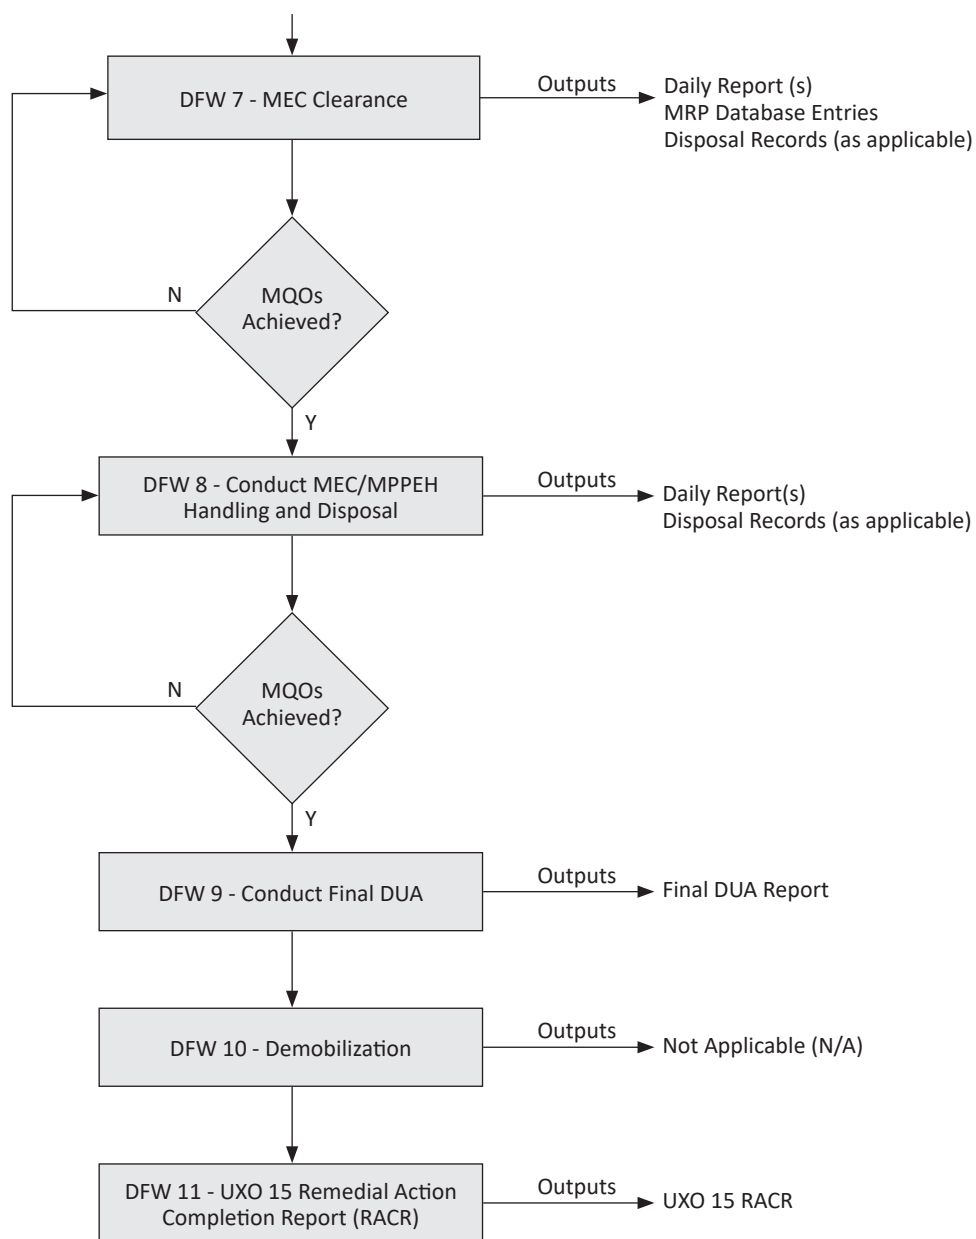 DFW 7 - MEC Clearance
Outputs
Daily Report (s)
MRP Database Entries
Disposal Records (as applicable)
MQOs
Achieved?
N
Y
DFW 8 - Conduct MEC/MPPEH
Handling and Disposal
Outputs
Daily Report(s)
Disposal Records (as applicable)
MQOs
Achieved?
N
Y
DFW 9 - Conduct Final DUA
Outputs
Final DUA Report
DFW 10 - Demobilization
Outputs
Not Applicable (N/A)
DFW 11 - UXO 15 Remedial Action
Completion Report (RACR)
Outputs
UXO 15 RACR